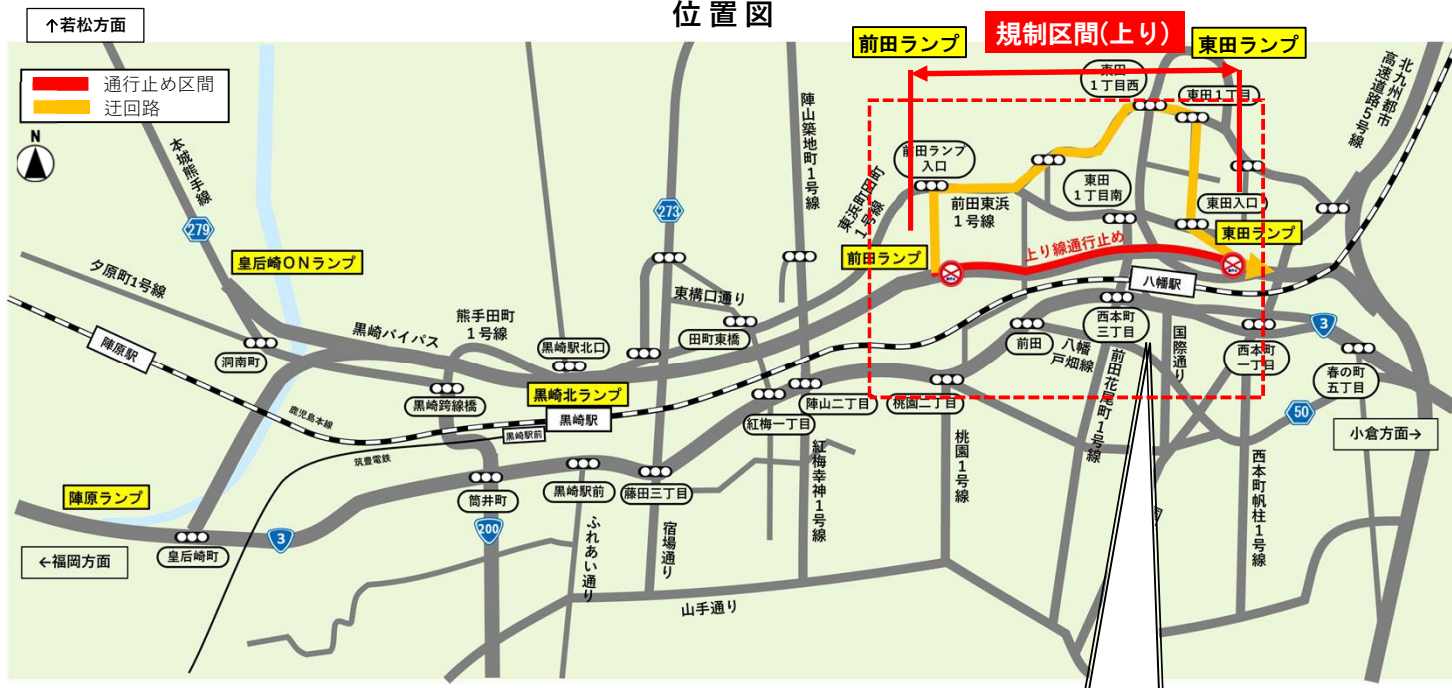 位置図
↑若松方面
通行止め区間
迂回路
N
規制区間(上り)
前田ランプ
東田ランプ
東田
１丁目西
東田１丁目
北九州都市
高速道路５号線
陣山築地町１号線
本城熊手線
279
273
前田ランプ
入口
東浜町田町
１号線
前田東浜
１号線
東田
１丁目南
東田入口
東田ランプ
皇后崎ＯＮランプ
夕原町1号線
前田ランプ
上り線通行止め
八幡駅
東構口通り
熊手田町
１号線
黒崎バイパス
田町東橋
黒崎駅北口
陣原駅
洞南町
前田
八幡
戸畑線
西本町
三丁目
国際通り
3
西本町
一丁目
春の町
五丁目
黒崎跨線橋
黒崎北ランプ
黒崎駅
黒崎駅前
鹿児島本線
筑豊電鉄
陣山二丁目
桃園二丁目
紅梅一丁目
前田花尾町１号線
50
小倉方面→
陣原ランプ
筒井町
黒崎駅前
藤田三丁目
紅梅幸神１号線
桃園１号線
西本町帆柱１号線
皇后崎町
3
200
ふれあい通り
宿場通り
←福岡方面
山手通り